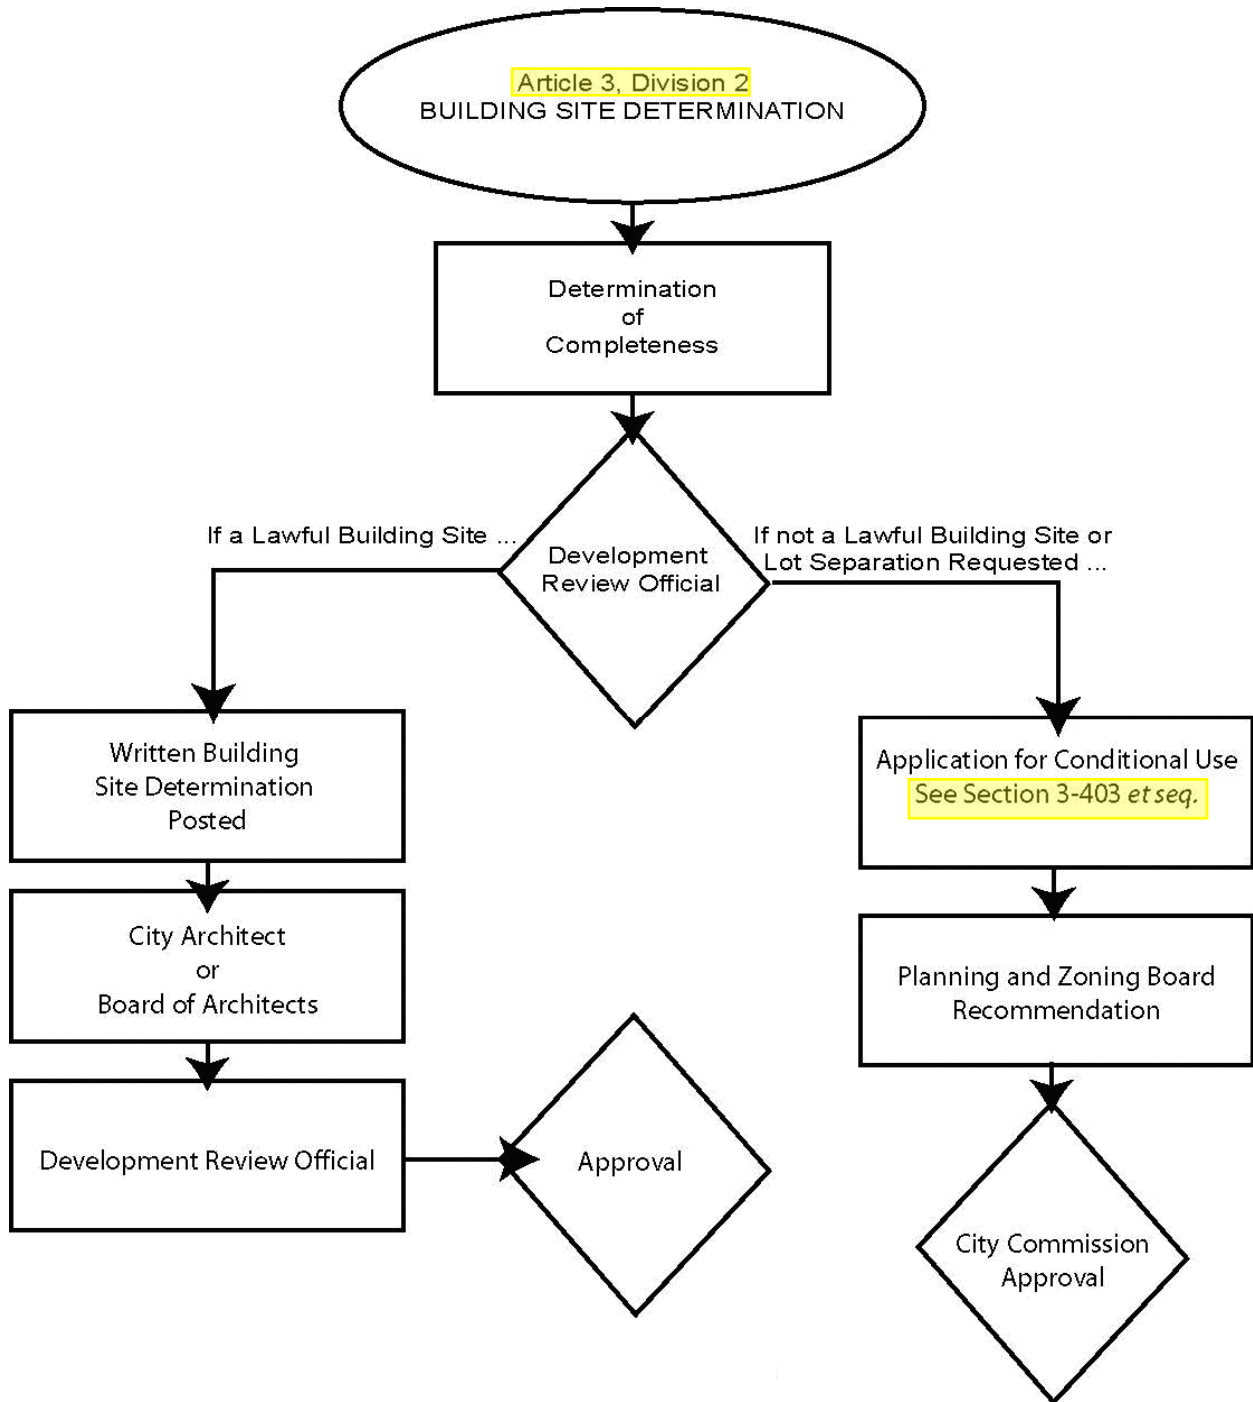 Article 3, Division 2
BUILDING SITE DETERMINATION
Determination
of
Completeness
If a Lawful Building Site ...
Development
Review Official
If not a Lawful Building Site or
Lot Separation Requested ...
Written Building
Site Determination
Posted
Application for Conditional Use
See Section 3-403 et seq.
City Architect
or
Board of Architects
Planning and Zoning Board
Recommendation
Development Review Official
Approval
City Commission
Approval